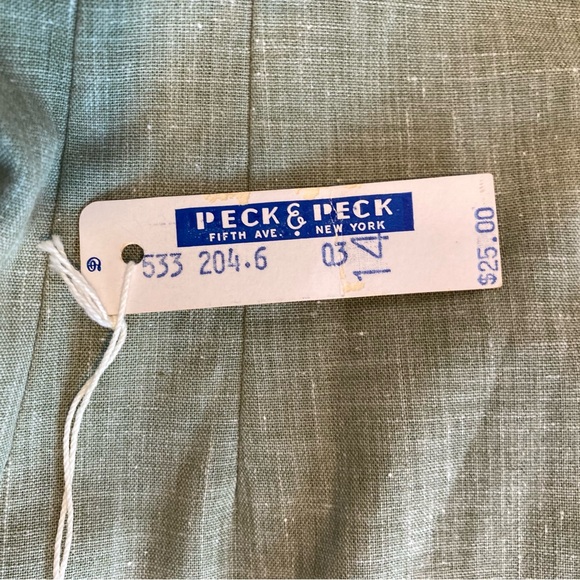 PECK & PECK
FIFTH AVE. • NEW YORK
533 204.6 03
14
$25.00